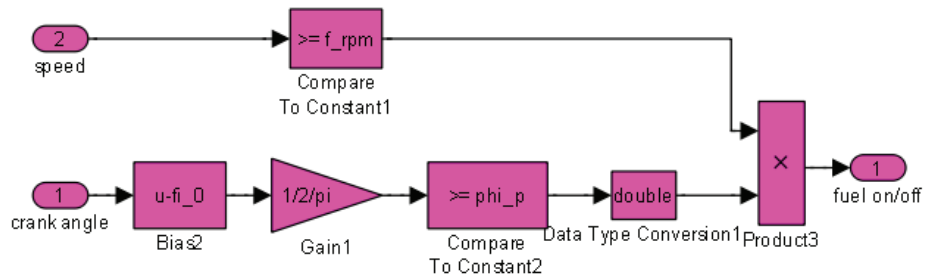 2
speed
>= f_rpm
Compare
To Constant1
1
crank angle
u-fi_0
Bias2
1/2/pi
Gain1
>= phi_p
Compare
To Constant2
double
Data Type Conversion1
×
Product3
1
fuel on/off